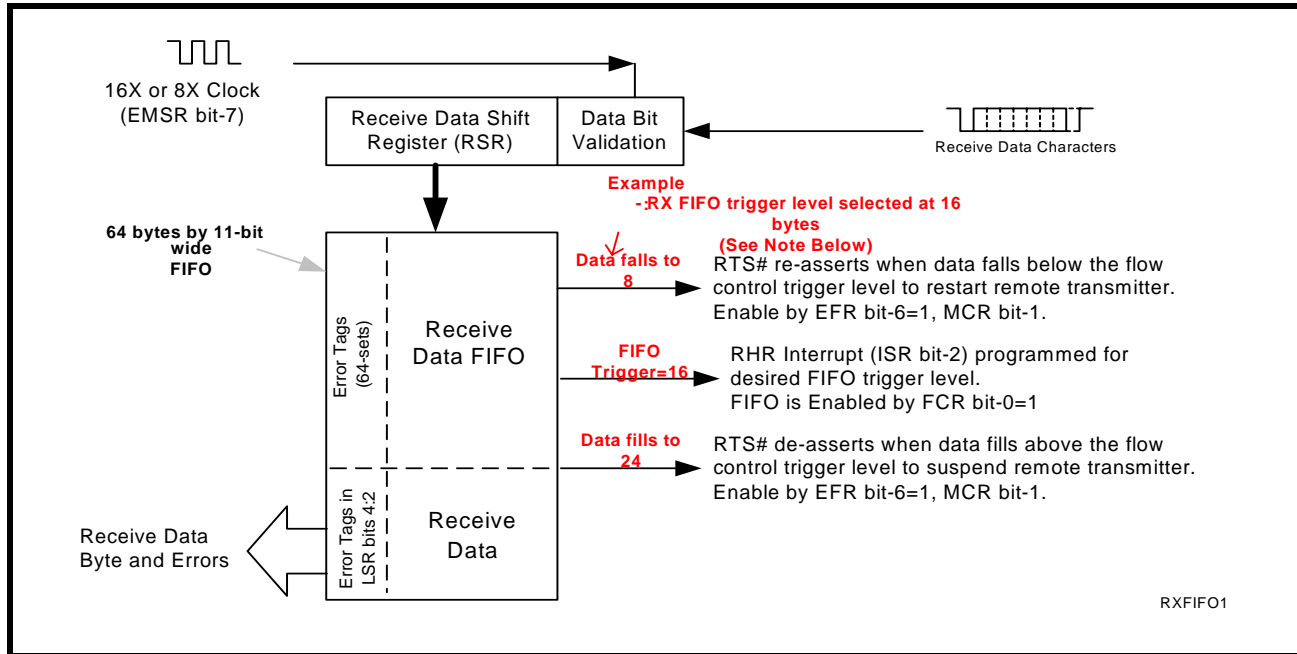 16X or 8X Clock
(EMSR bit-7)
Receive Data Shift
Register (RSR)
Data Bit
Validation
Receive Data Characters
Example
-:RX FIFO trigger level selected at 16
bytes
(See Note Below)
64 bytes by 11-bit
wide
FIFO
Data falls to
8
RTS# re-asserts when data falls below the flow
control trigger level to restart remote transmitter.
Enable by EFR bit-6=1, MCR bit-1.
Error Tags
(64-sets)
Receive
Data FIFO
FIFO
Trigger=16
RHR Interrupt (ISR bit-2) programmed for
desired FIFO trigger level.
FIFO is Enabled by FCR bit-0=1
Data fills to
24
RTS# de-asserts when data fills above the flow
control trigger level to suspend remote transmitter.
Enable by EFR bit-6=1, MCR bit-1.
Error Tags in
LSR bits 4:2
Receive
Data
Receive Data
Byte and Errors
RXFIFO1